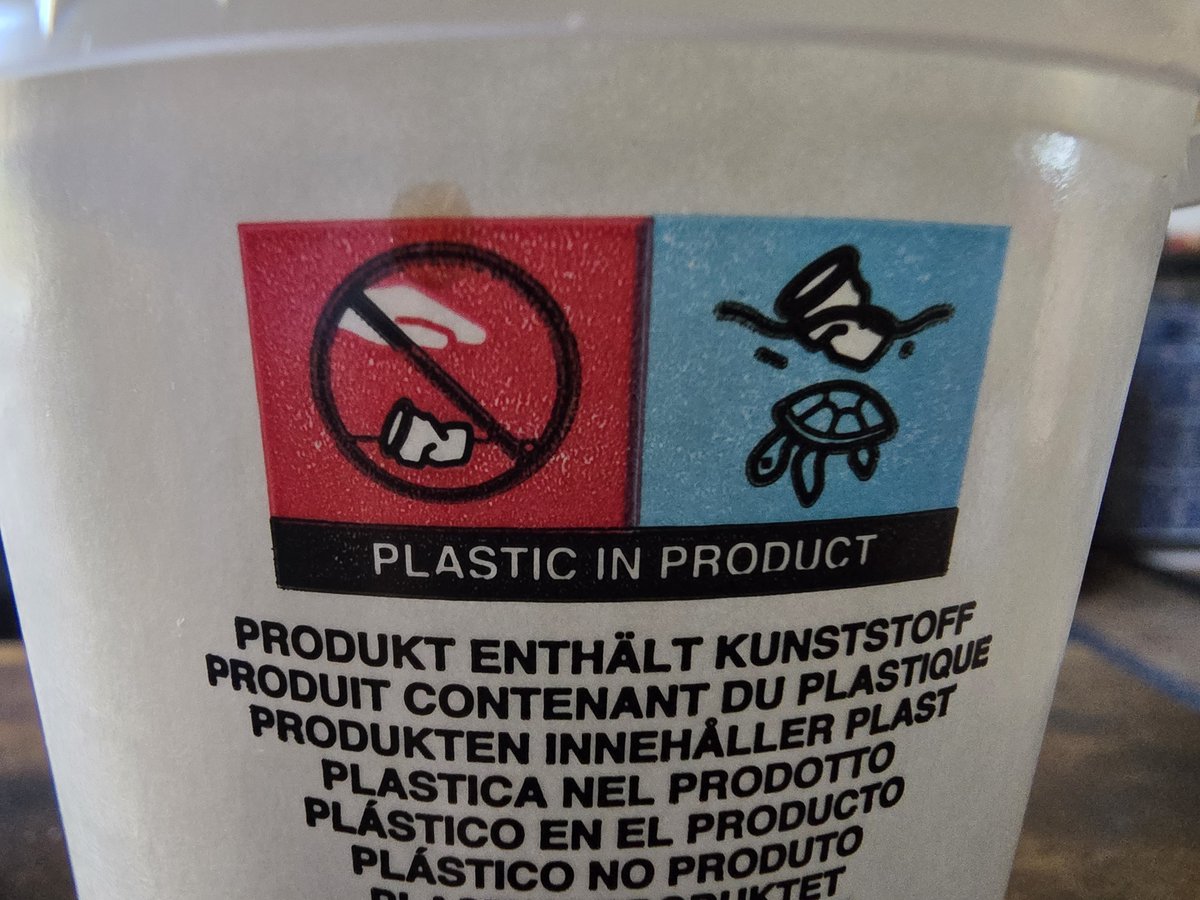 PLASTIC IN PRODUCT
PRODUKT ENTHÄLT KUNSTSTOFF
PRODUIT CONTENANT DU PLASTIQUE
PRODUKTEN INNEHÅLLER PLAST
PLASTICA NEL PRODOTTO
PLÁSTICO EN EL PRODUCTO
PLÁSTICO NO PRODUTO